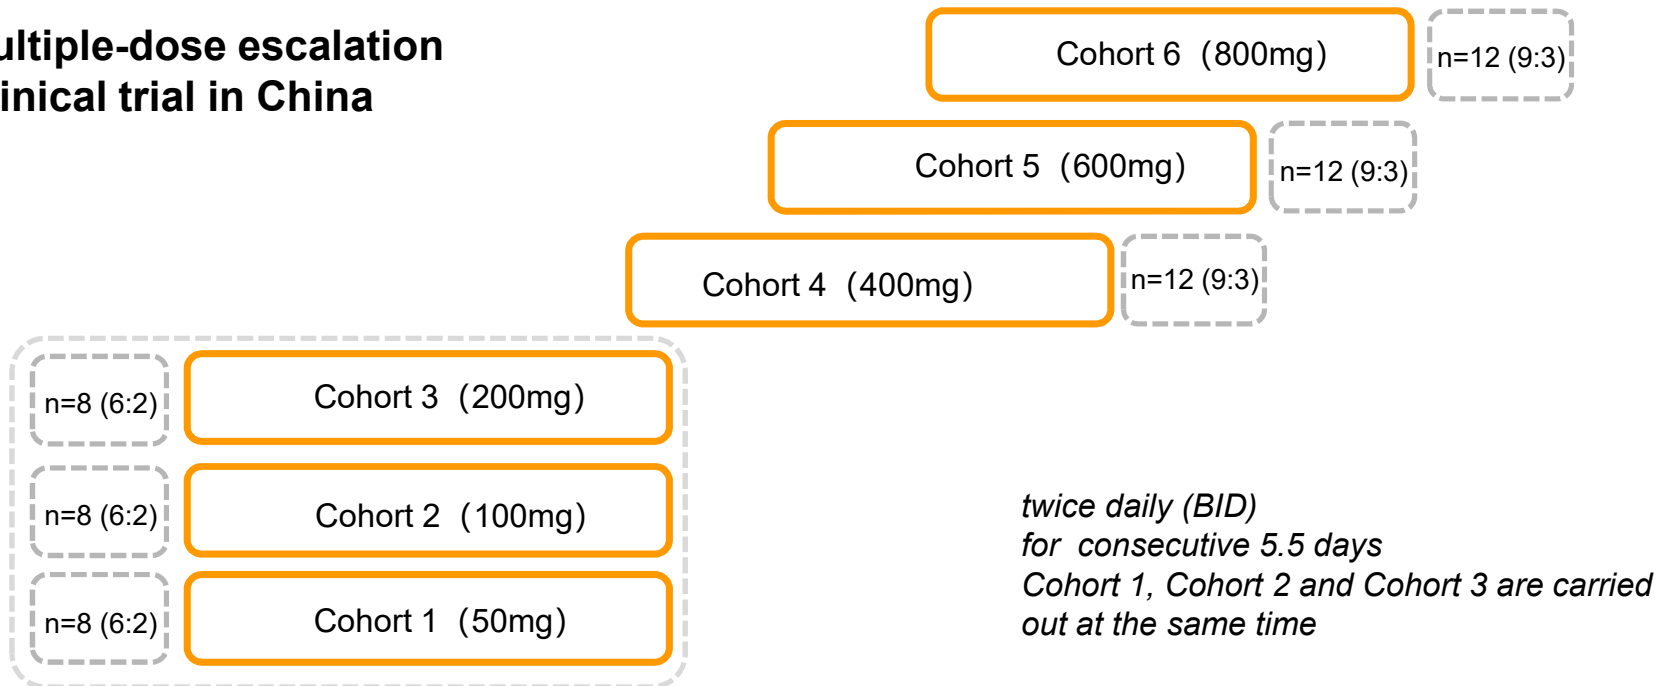 ultiple-dose escalation
linical trial in China
Cohort 6 (800mg)
n=12 (9:3)
Cohort 5 (600mg)
n=12 (9:3)
Cohort 4 (400mg)
n=12 (9:3)
n=8 (6:2)
Cohort 3 (200mg)
n=8 (6:2)
Cohort 2 (100mg)
n=8 (6:2)
Cohort 1 (50mg)
twice daily (BID)
for consecutive 5.5 days
Cohort 1, Cohort 2 and Cohort 3 are carried
out at the same time